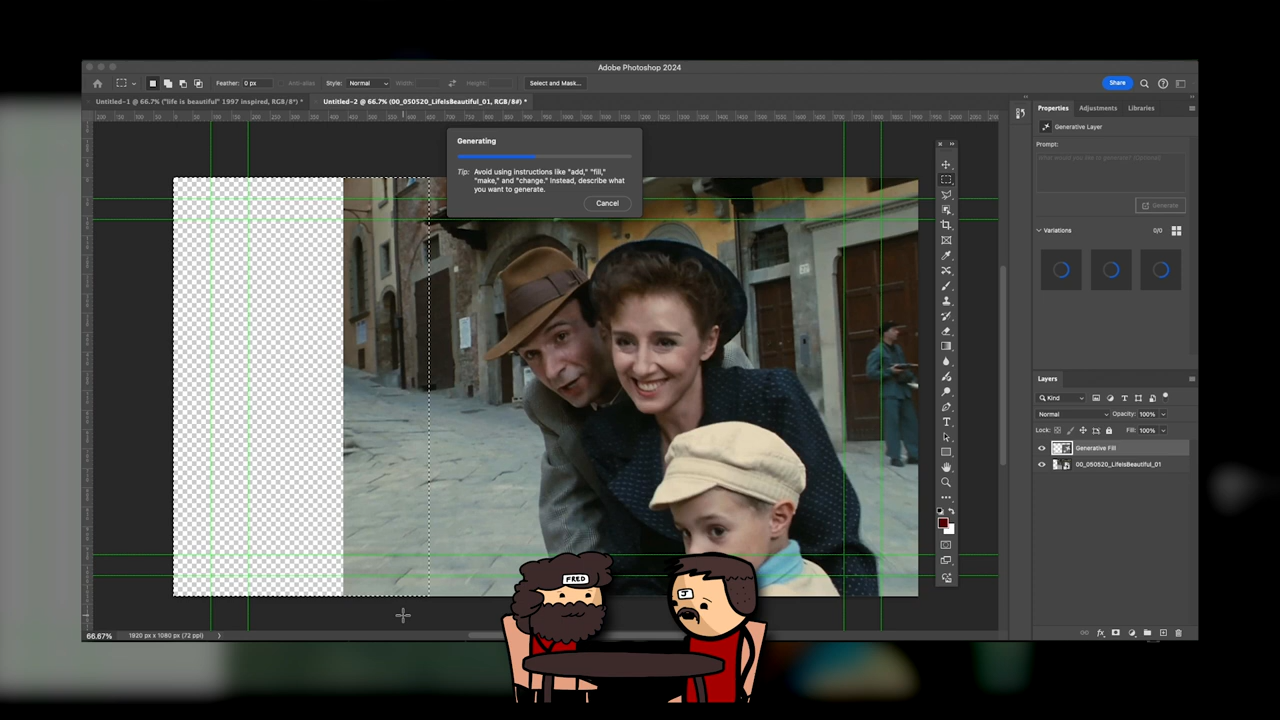 Adobe Photoshop 2024
Feather: 0 px Anti-alias Style: Normal Width: Height: Select and Mask... Share
Untitled-1 @ 66.7% ("life is beautiful" 1997 inspired, RGB/8*) * Untitled-2 @ 66.7% (00_050520_LifeIsBeautiful_01, RGB/8#) *
Properties Adjustments Libraries
Generative Layer
Prompt:
Generate
Variations 0/0
Generating
Tip: Avoid using instructions like "add," "fill,"
"make," and "change." Instead, describe what
you want to generate.
Cancel
Layers
Kind
Normal Opacity: 100%
Lock: Fill: 100%
Generative Fill
00_050520_LifeIsBeautiful_01
FRED
J
66.67% 1920 px x 1080 px (72 ppi)